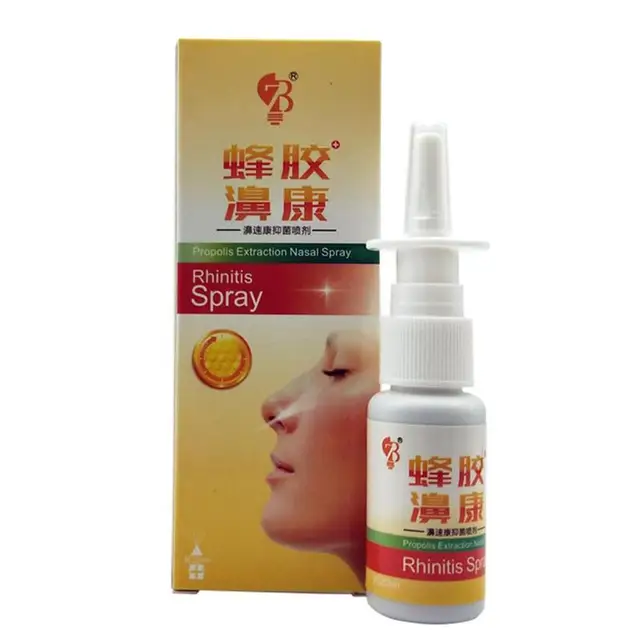 ®
蜂胶+
濞康
濞速康抑菌喷剂
Propolis Extraction Nasal Spray
Rhinitis
Spray
®
蜂胶
濞康
濞速康抑菌喷剂
Propolis Extraction Nasal
Rhinitis Spr